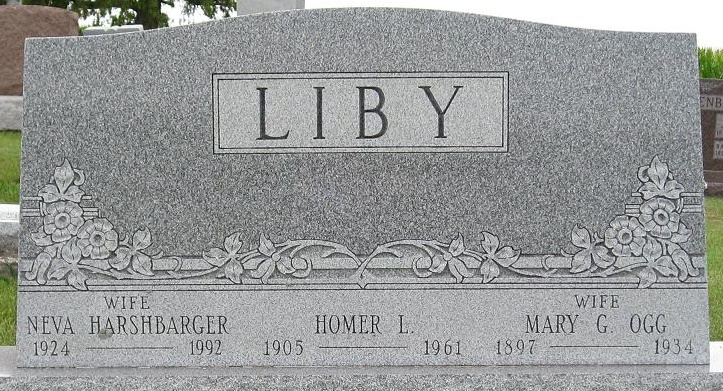 LIBY
WIFE
NEVA HARSHBARGER
1924 — 1992
HOMER L.
1905 — 1961
WIFE
MARY G. OGG
1897 — 1934